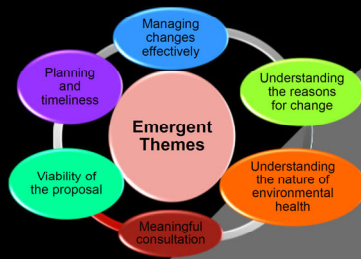 Managing
changes
effectively
Planning
and
timeliness
Understanding
the reasons
for change
Emergent
Themes
Viability of
the proposal
Understanding
the nature of
environmental
health
Meaningful
consultation